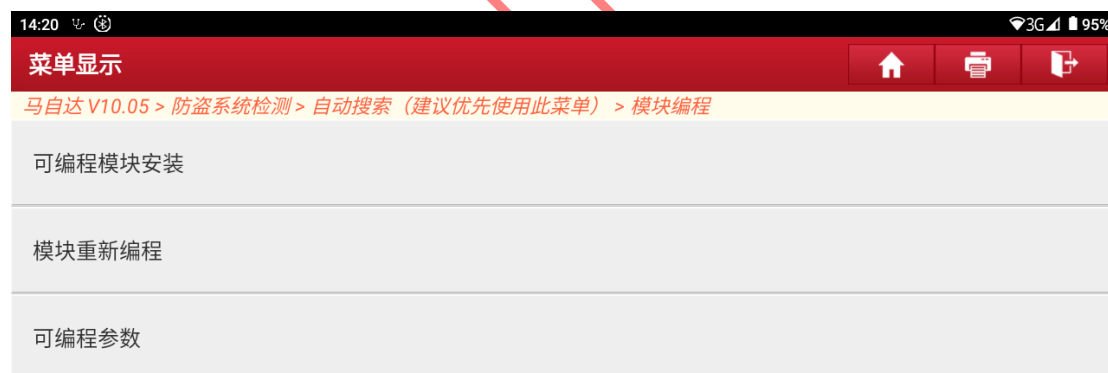 14:20 3G 95%
菜单显示
马自达 V10.05 > 防盗系统检测 > 自动搜索（建议优先使用此菜单） > 模块编程
可编程模块安装
模块重新编程
可编程参数